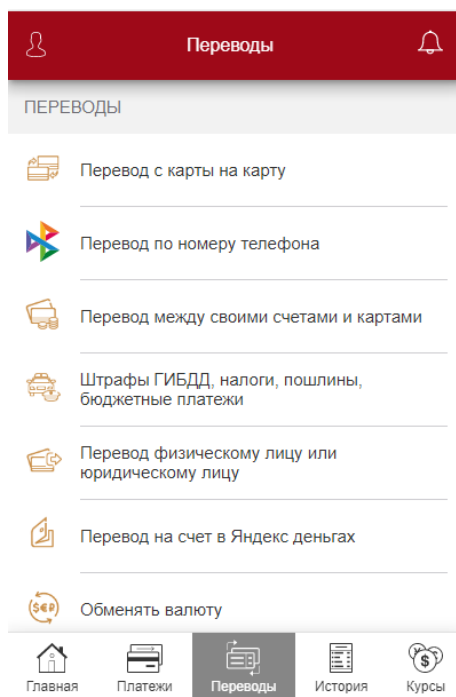 Переводы
ПЕРЕВОДЫ
Перевод с карты на карту
Перевод по номеру телефона
Перевод между своими счетами и картами
Штрафы ГИБДД, налоги, пошлины,
бюджетные платежи
Перевод физическому лицу или
юридическому лицу
Перевод на счет в Яндекс деньгах
($€₽) Обменять валюту
Главная Платежи Переводы История Курсы